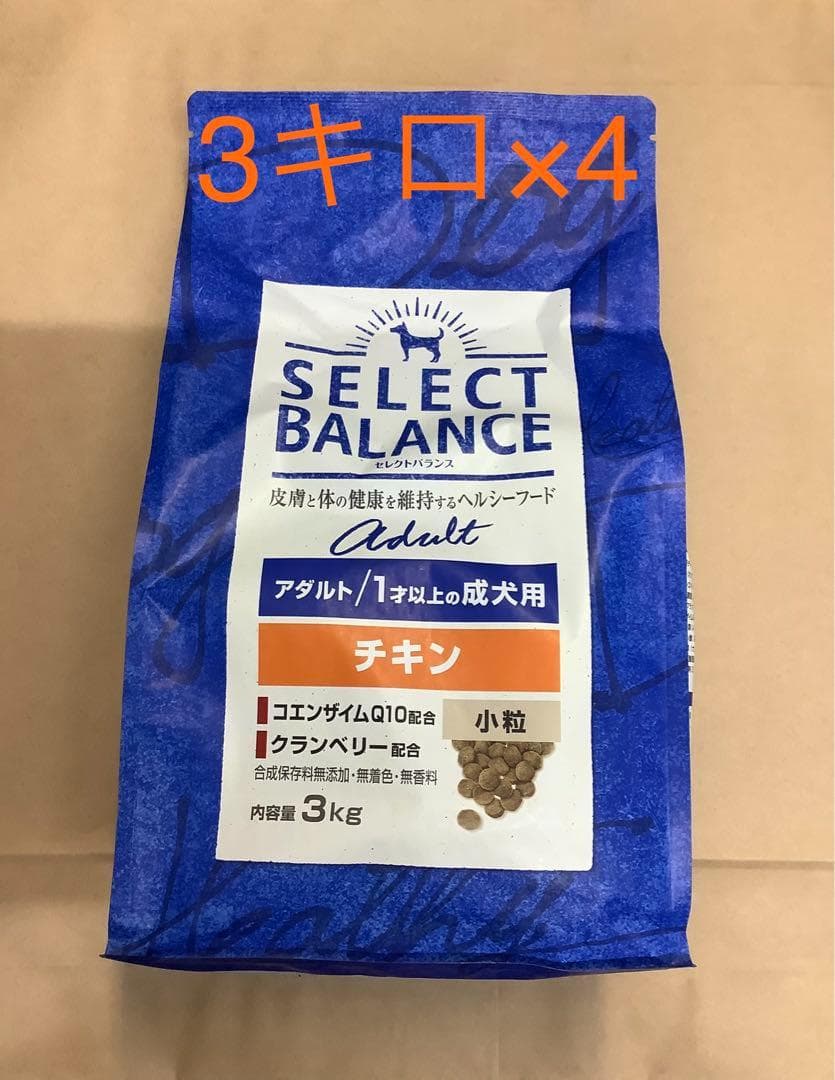 3キロ×4
Dog
SELECT
BALANCE
セレクトバランス
皮膚と体の健康を維持するヘルシーフード
adult
アダルト/1才以上の成犬用
チキン
コエンザイムQ10配合
小粒
クランベリー配合
合成保存料無添加・無着色・無香料
内容量 3kg
Healthy